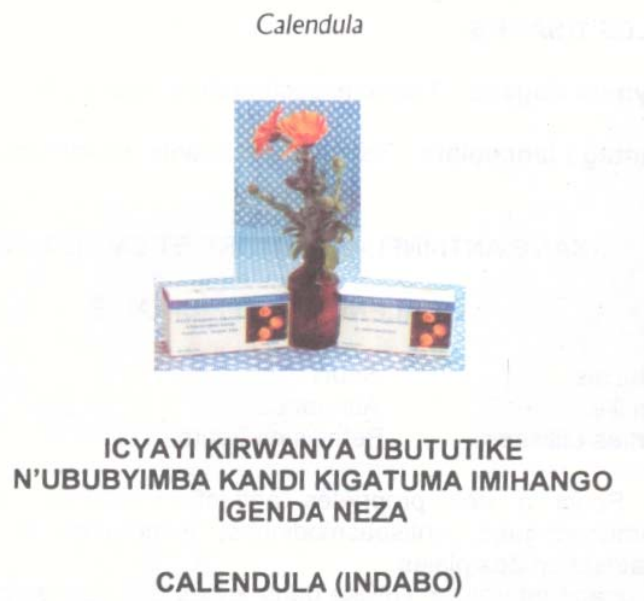 Calendula
ICYAYI KIRWANYA UBUTUTIKE
N'UBUBYIMBA KANDI KIGATUMA IMIHANGO
IGENDA NEZA
CALENDULA (INDABO)